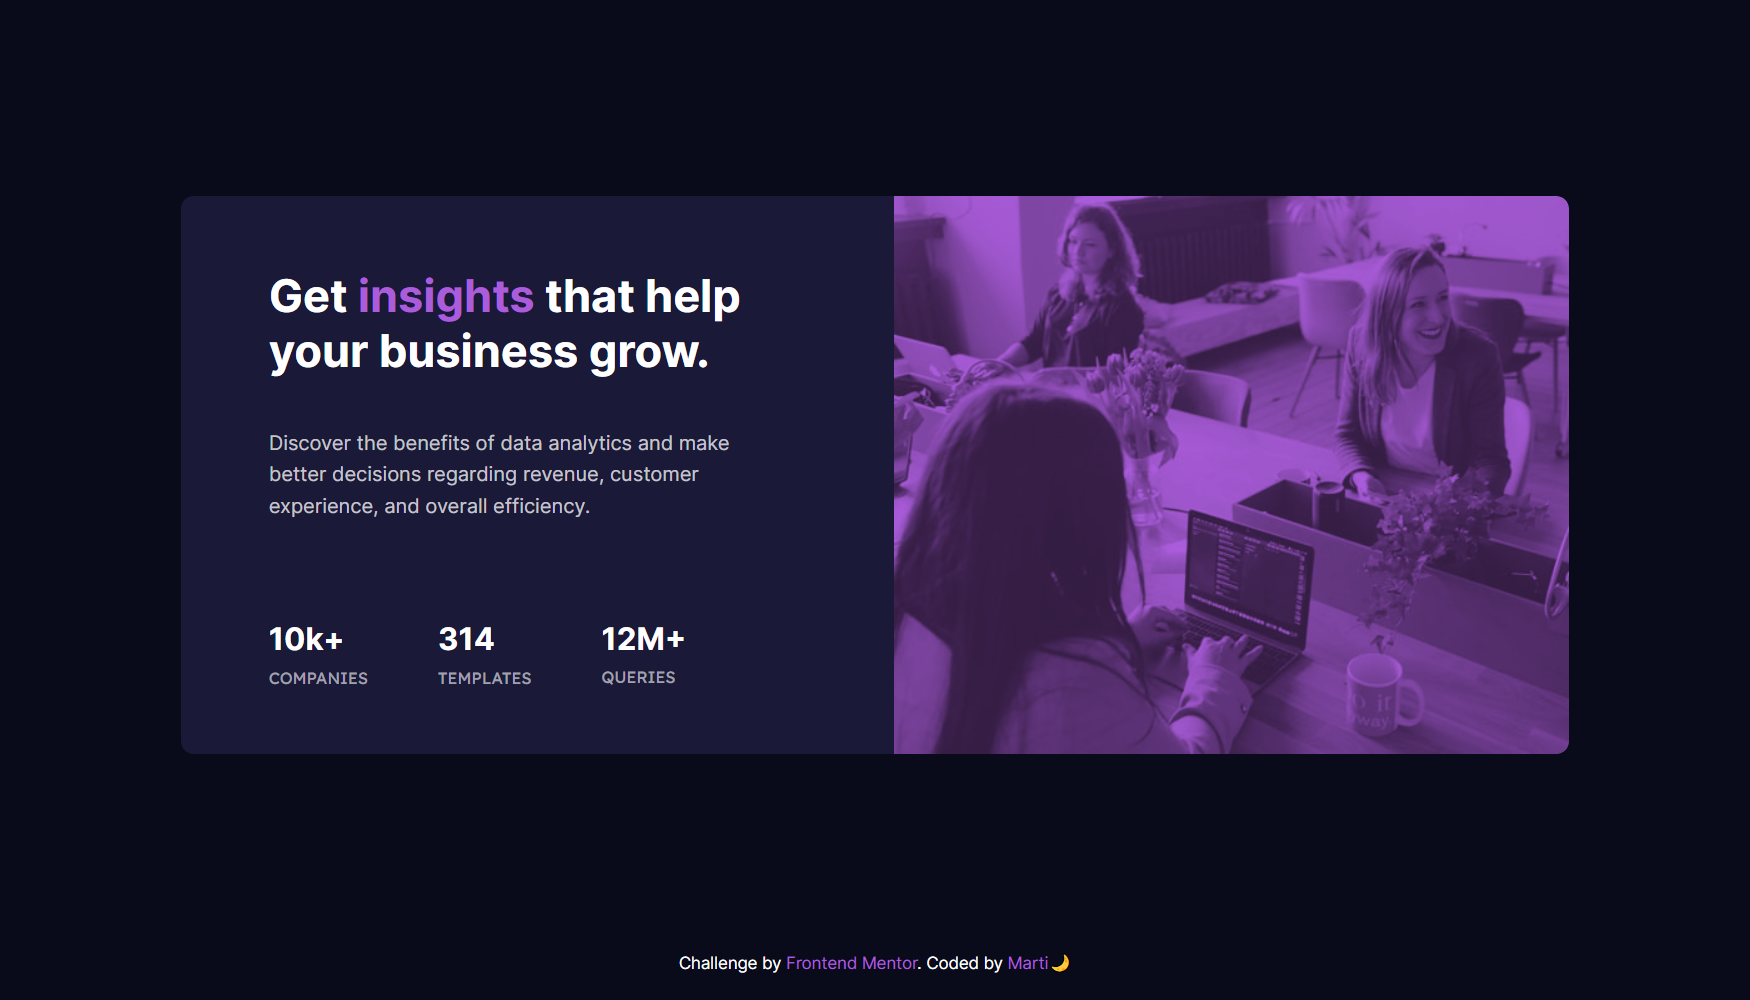 Get insights that help
your business grow.
Discover the benefits of data analytics and make
better decisions regarding revenue, customer
experience, and overall efficiency.
10k+ 314 12M+
COMPANIES TEMPLATES QUERIES
Challenge by Frontend Mentor. Coded by Marti🌙